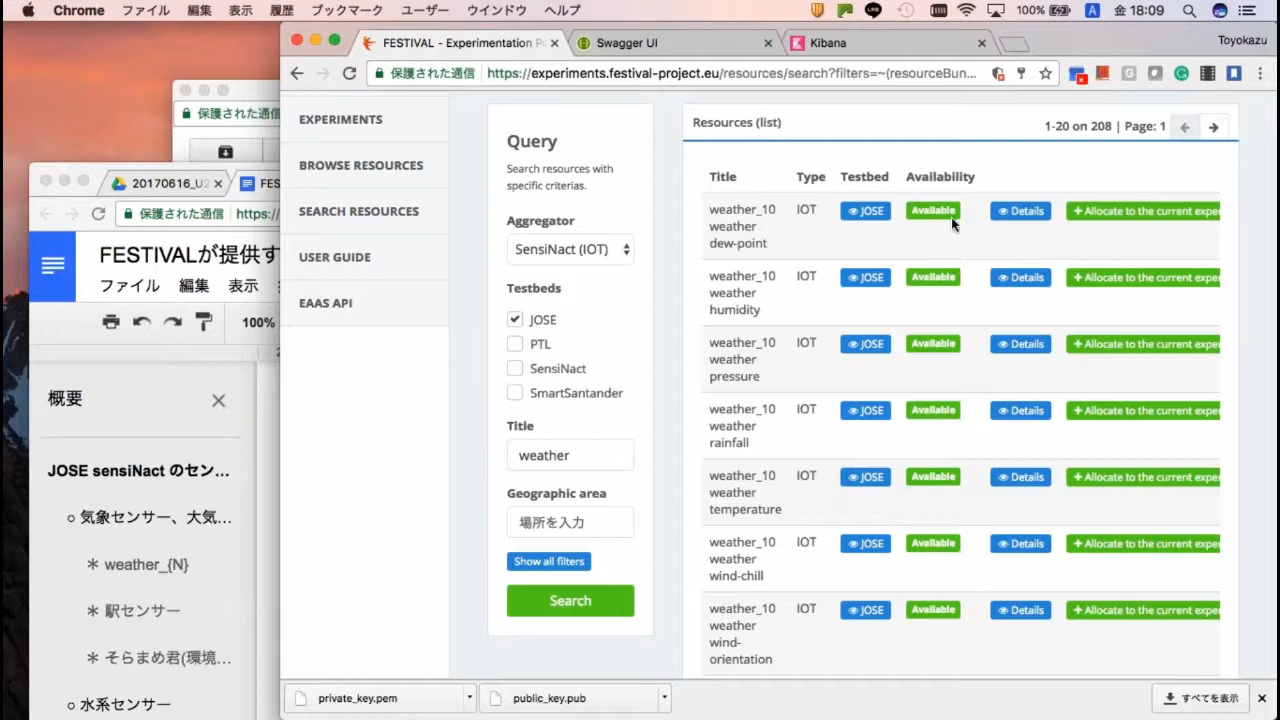 Chrome ファイル 編集 表示 履歴 ブックマーク ユーザー ウインドウ ヘルプ 100% A 金 18:09
FESTIVAL - Experimentation P
Swagger UI
Kibana
Toyokazu
保護された通信 https://experiments.festival-project.eu/resources/search?filters=~(resourceBun...
保護された通信
20170616_U2
FES
保護された通信 https://
FESTIVALが提供す
ファイル 編集 表示
100%
概要
JOSE sensiNact のセン...
気象センサー、大気...
weather_{N}
駅センサー
そらまめ君(環境...
水系センサー
EXPERIMENTS
BROWSE RESOURCES
SEARCH RESOURCES
USER GUIDE
EAAS API
Query
Search resources with
specific criterias.
Aggregator
SensiNact (IOT)
Testbeds
JOSE
PTL
SensiNact
SmartSantander
Title
weather
Geographic area
場所を入力
Show all filters
Search
Resources (list)
1-20 on 208 | Page: 1
Title Type Testbed Availability
weather_10 IOT JOSE Available Details Allocate to the current expe
weather
dew-point
weather_10 IOT JOSE Available Details Allocate to the current expe
weather
humidity
weather_10 IOT JOSE Available Details Allocate to the current expe
weather
pressure
weather_10 IOT JOSE Available Details Allocate to the current expe
weather
rainfall
weather_10 IOT JOSE Available Details Allocate to the current expe
weather
temperature
weather_10 IOT JOSE Available Details Allocate to the current expe
weather
wind-chill
weather_10 IOT JOSE Available Details Allocate to the current expe
weather
wind-
orientation
private_key.pem
public_key.pub
すべてを表示